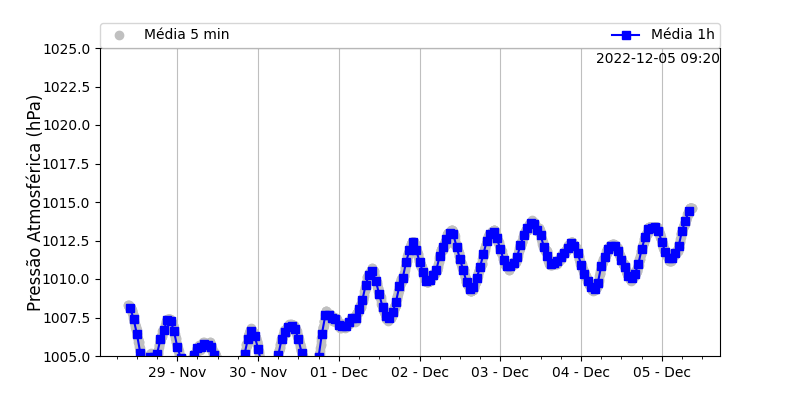 Média 5 min
Média 1h
2022-12-05 09:20
Pressão Atmosférica (hPa)
1025.0
1022.5
1020.0
1017.5
1015.0
1012.5
1010.0
1007.5
1005.0
29 - Nov
30 - Nov
01 - Dec
02 - Dec
03 - Dec
04 - Dec
05 - Dec